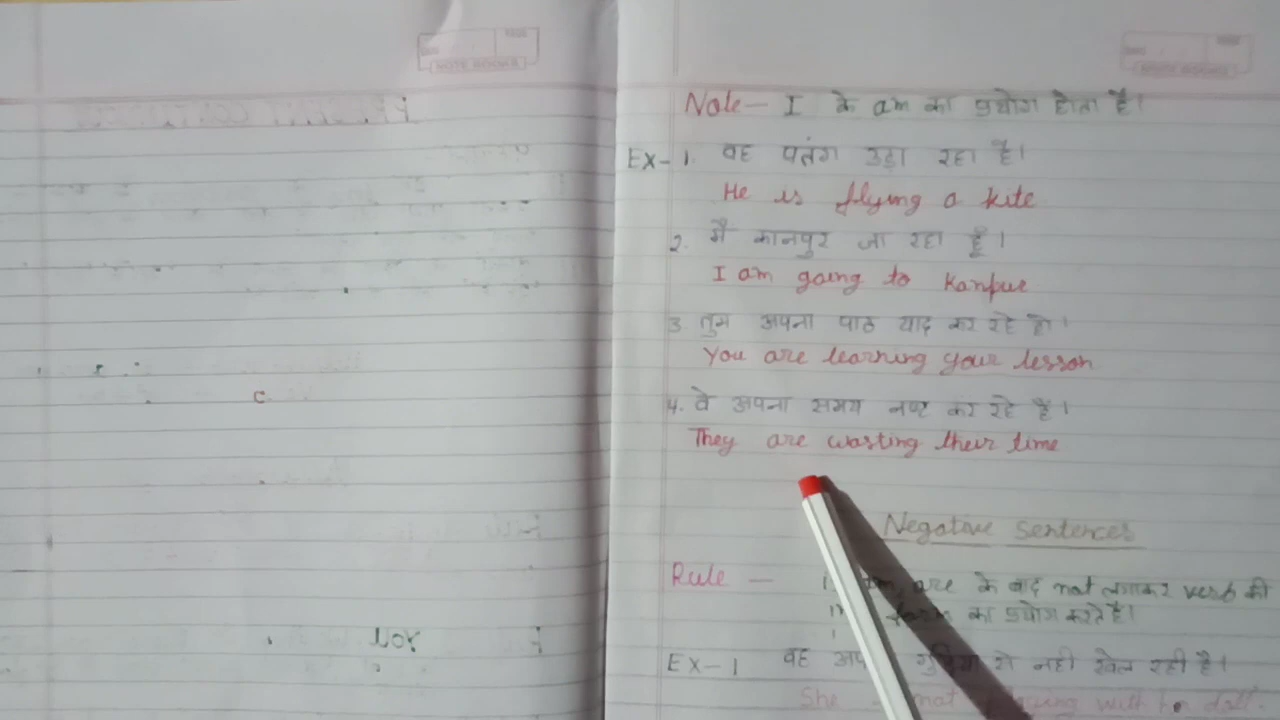 Note - I के am का प्रयोग होता है।
Ex- 1. वह पतंग उड़ा रहा है।
He is flying a kite
2. मै कानपुर जा रहा हूँ।
I am going to Kanpur
3. तुम अपना पाठ याद कर रहे हो।
You are learning your lesson
4. वे अपना समय नष्ट कर रहे हैं।
They are wasting their time
Negative Sentences
Rule - are के बाद not लगाकर verb की
का प्रयोग करते है।
Ex-1 वह से नही खेल रही है।
She not with doll.